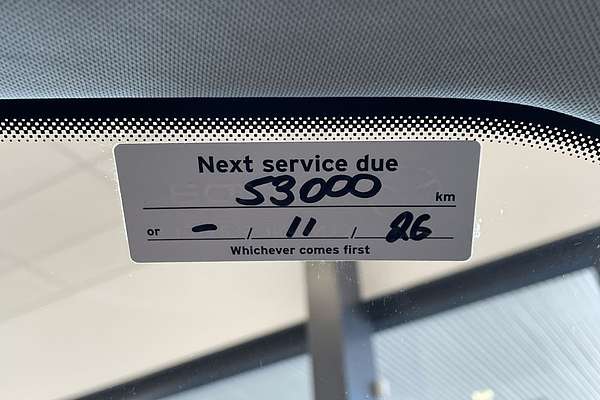 Next service due
53000 km
or - / 11 / 26
Whichever comes first